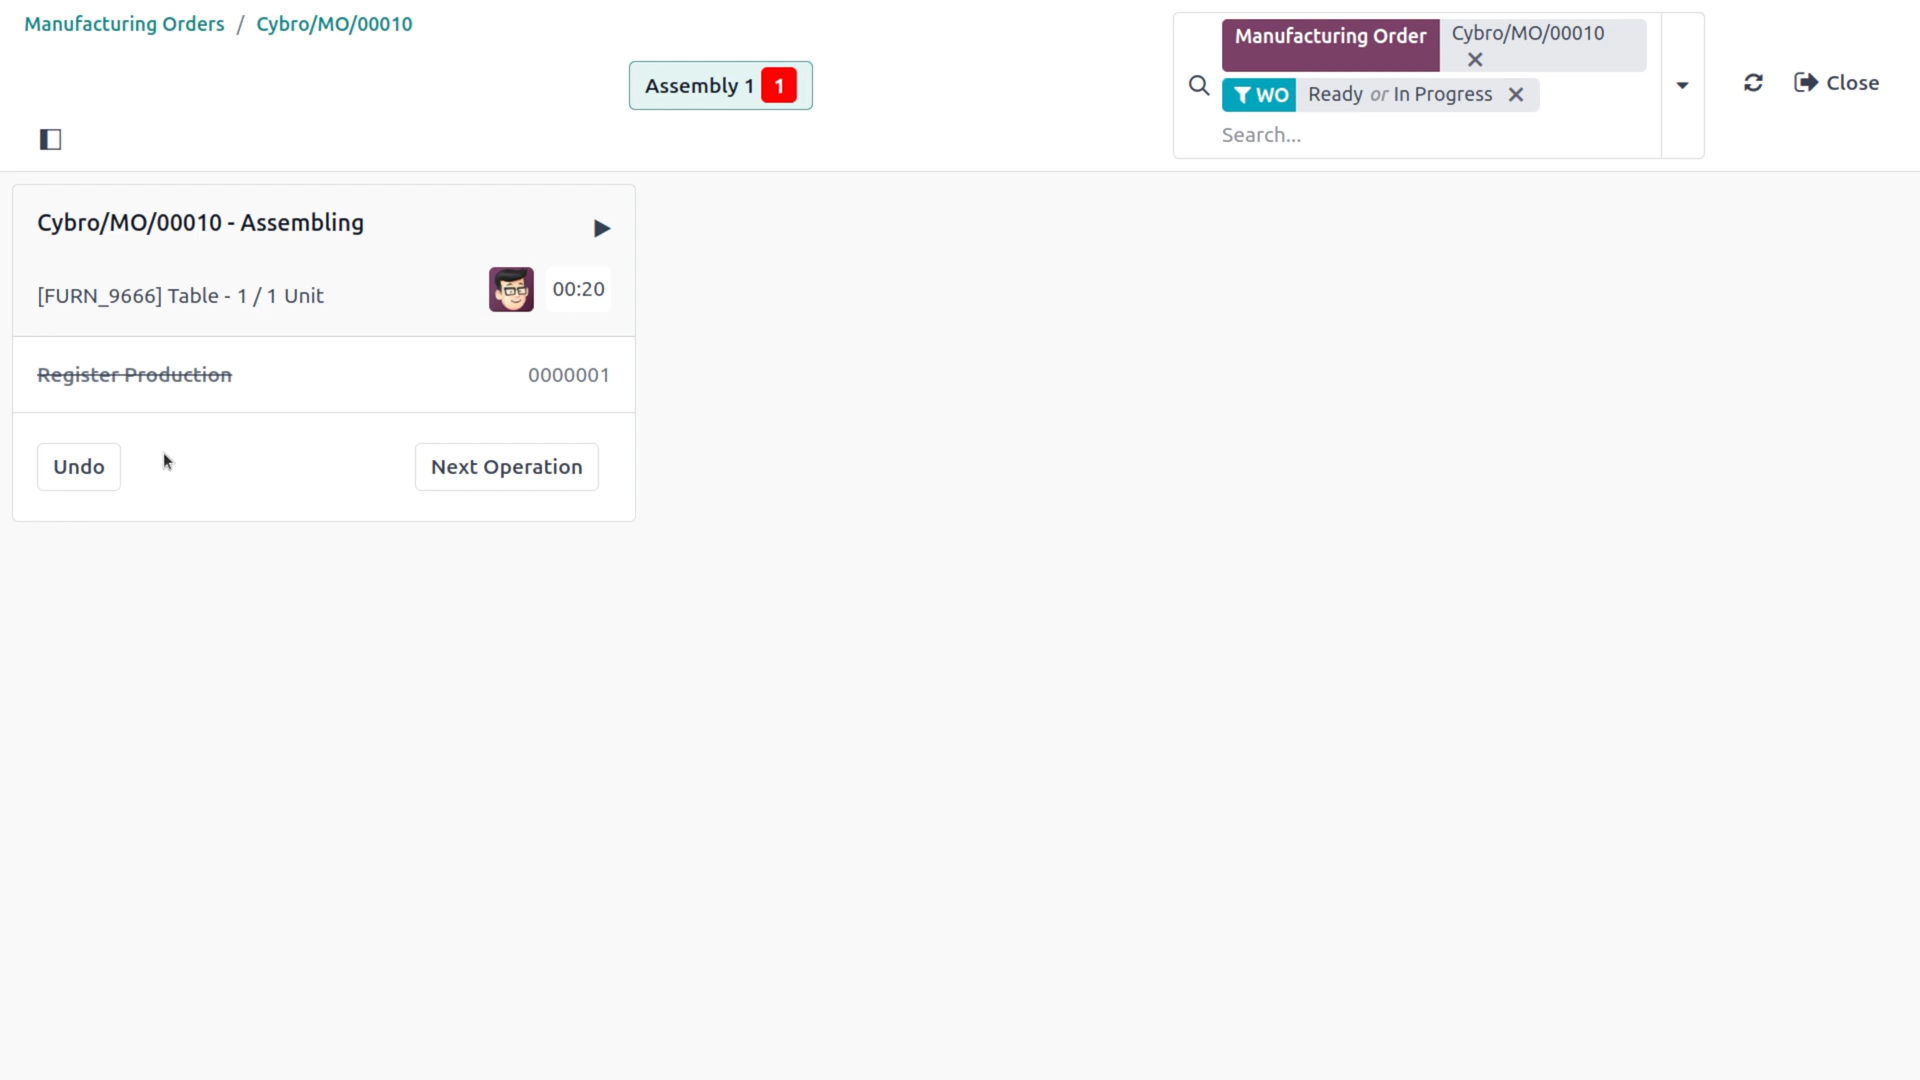 Manufacturing Orders / Cybro/MO/00010
Assembly 1 1
Manufacturing Order Cybro/MO/00010
WO Ready or In Progress
Search...
Close
Cybro/MO/00010 - Assembling
[FURN_9666] Table - 1 / 1 Unit
00:20
Register Production 0000001
Undo
Next Operation